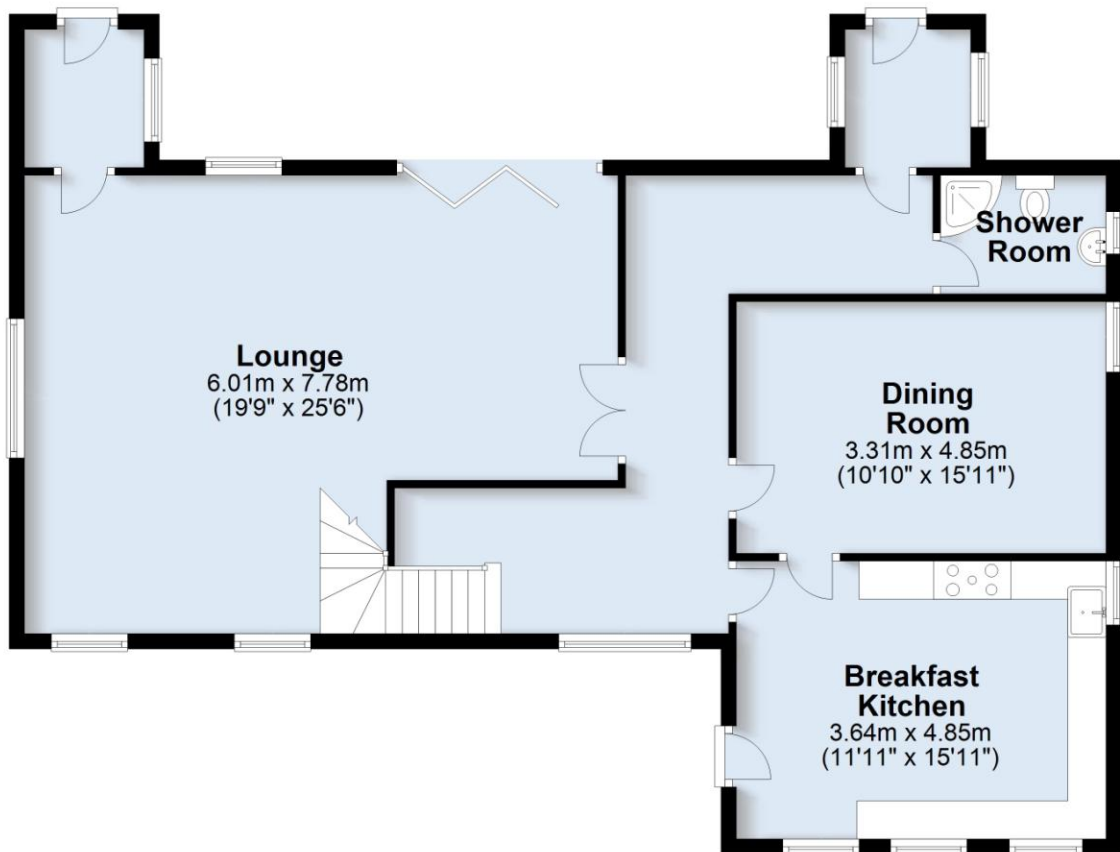 Shower
Room
Lounge
6.01m x 7.78m
(19'9" x 25'6")
Dining
Room
3.31m x 4.85m
(10'10" x 15'11")
Breakfast
Kitchen
3.64m x 4.85m
(11'11" x 15'11")